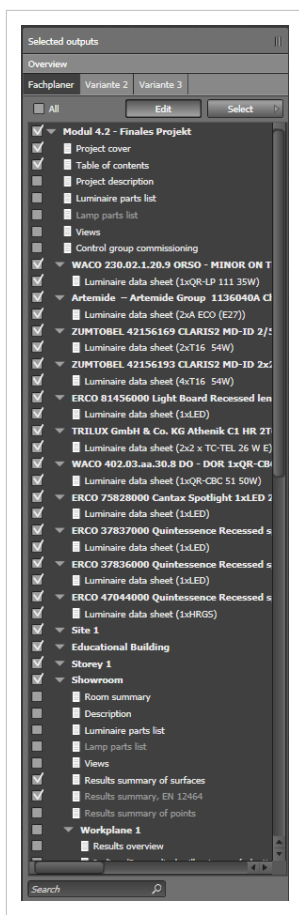 Selected outputs
Overview
Fachplaner Variante 2 Variante 3
All Edit Select
Modul 4.2 - Finales Projekt
Project cover
Table of contents
Project description
Luminaire parts list
Lamp parts list
Views
Control group commissioning
WACO 230.02.1.20.9 ORSO - MINOR ON T
Luminaire data sheet (1xQR-LP 111 35W)
Artemide – Artemide Group 1136040A Cl
Luminaire data sheet (2xA ECO (E27))
ZUMTOBEL 42156169 CLARIS2 MD-ID 2/5
Luminaire data sheet (2xT16 54W)
ZUMTOBEL 42156193 CLARIS2 MD-ID 2x2
Luminaire data sheet (4xT16 54W)
ERCO 81456000 Light Board Recessed len
Luminaire data sheet (1xLED)
TRILUX GmbH & Co. KG Athenik C1 HR 2T
Luminaire data sheet (2x2 x TC-TEL 26 W E)
WACO 402.03.aa.30.8 DO - DOR 1xQR-CB
Luminaire data sheet (1xQR-CBC 51 50W)
ERCO 75828000 Cantax Spotlight 1xLED 2
Luminaire data sheet (1xLED)
ERCO 37837000 Quintessence Recessed s
Luminaire data sheet (1xLED)
ERCO 37836000 Quintessence Recessed s
Luminaire data sheet (1xLED)
ERCO 47044000 Quintessence Recessed s
Luminaire data sheet (1xHRGS)
Site 1
Educational Building
Storey 1
Showroom
Room summary
Description
Luminaire parts list
Lamp parts list
Views
Results summary of surfaces
Results summary, EN 12464
Results summary of points
Workplane 1
Results overview
Search